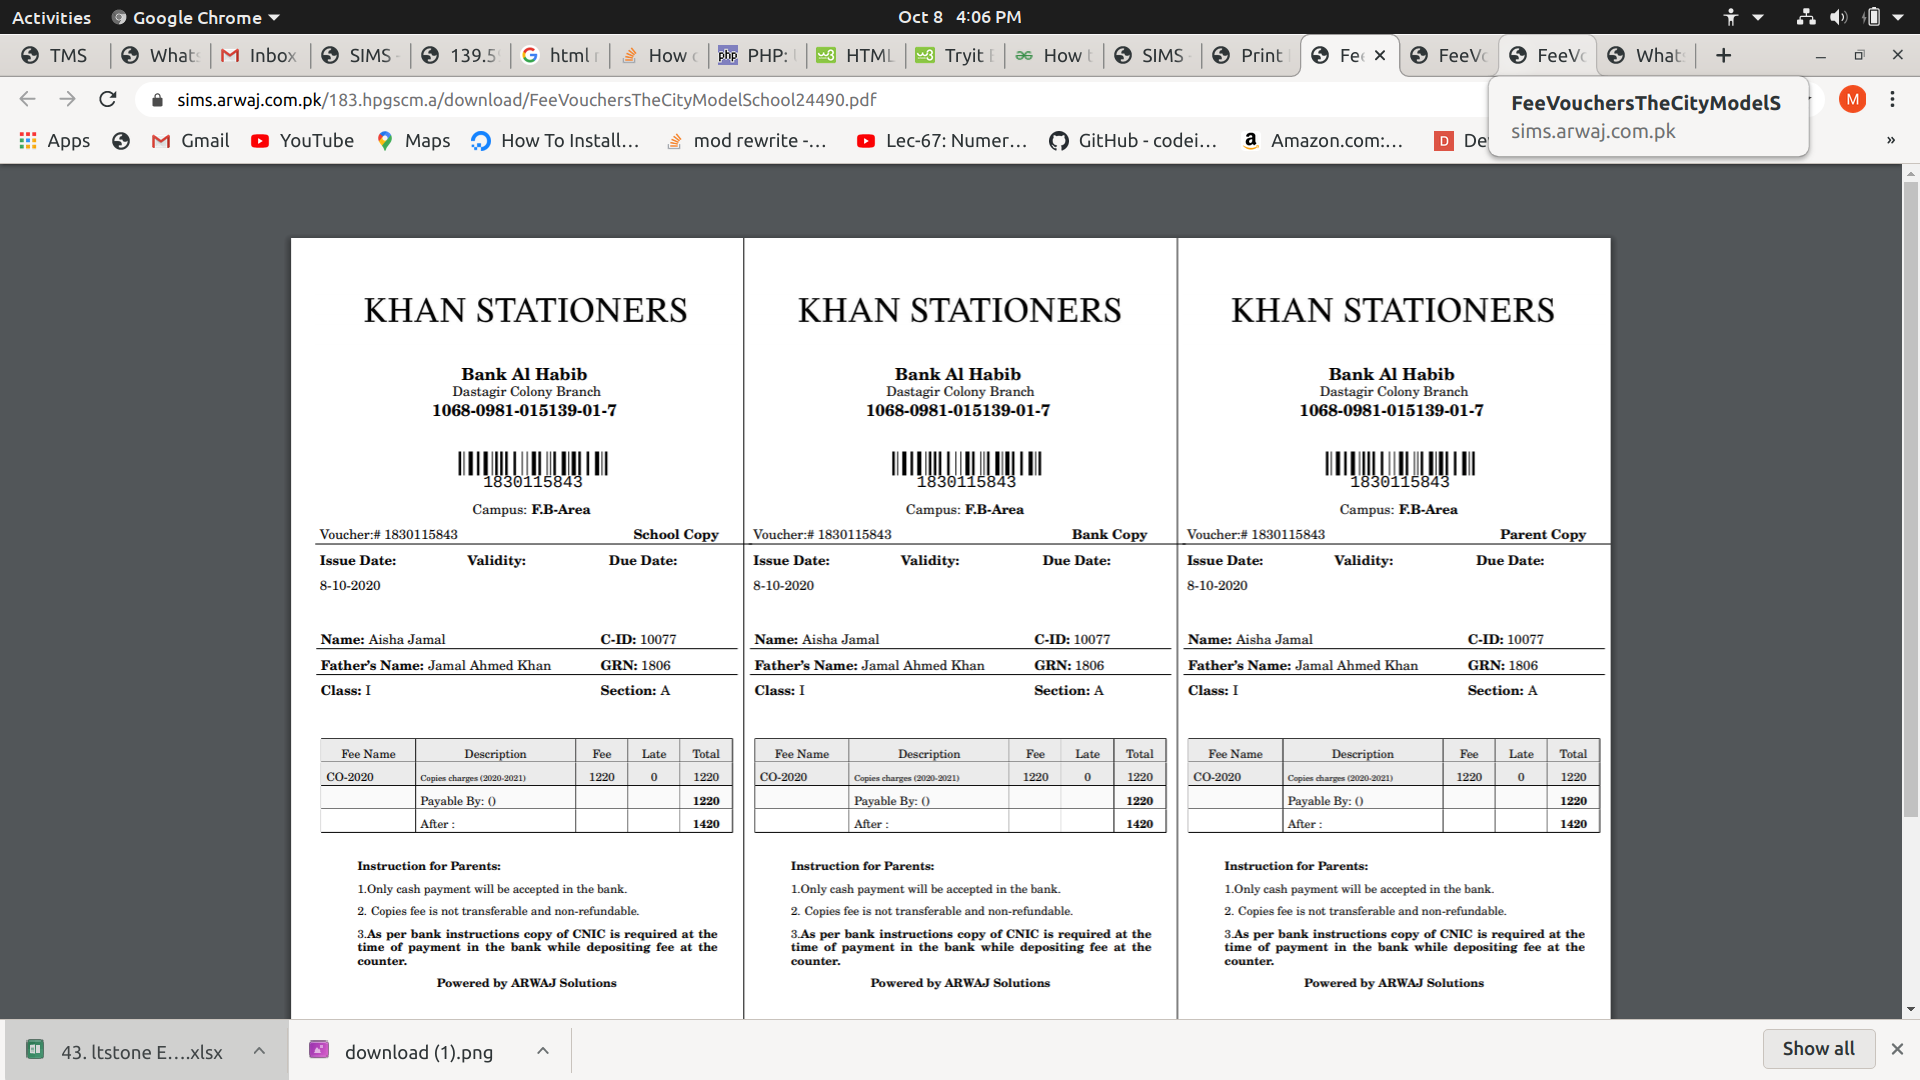 Activities
Google Chrome
Oct 8 4:06 PM
TMS
Whats
Inbox
SIMS -
139.5
html
How
php
PHP:
w3
HTML
w3
Tryit
How t
SIMS
Print
Fe
FeeVo
FeeVo
What
sims.arwaj.com.pk/183.hpgscm.a/download/FeeVouchersTheCityModelSchool24490.pdf
M
FeeVouchersTheCityModelS
sims.arwaj.com.pk
Apps
Gmail
YouTube
Maps
How To Install...
mod rewrite -...
Lec-67: Numer...
GitHub - codei...
Amazon.com:...
D
De
KHAN STATIONERS
Bank Al Habib
Dastagir Colony Branch
1068-0981-015139-01-7
1830115843
Campus: F.B-Area
Voucher:# 1830115843 School Copy
Issue Date: Validity: Due Date:
8-10-2020
Name: Aisha Jamal C-ID: 10077
Father's Name: Jamal Ahmed Khan GRN: 1806
Class: I Section: A
Fee Name Description Fee Late Total
CO-2020 Copies charges (2020-2021) 1220 0 1220
Payable By: () 1220
After : 1420
Instruction for Parents:
1.Only cash payment will be accepted in the bank.
2. Copies fee is not transferable and non-refundable.
3.As per bank instructions copy of CNIC is required at the
time of payment in the bank while depositing fee at the
counter.
Powered by ARWAJ Solutions
KHAN STATIONERS
Bank Al Habib
Dastagir Colony Branch
1068-0981-015139-01-7
1830115843
Campus: F.B-Area
Voucher:# 1830115843 Bank Copy
Issue Date: Validity: Due Date:
8-10-2020
Name: Aisha Jamal C-ID: 10077
Father's Name: Jamal Ahmed Khan GRN: 1806
Class: I Section: A
Fee Name Description Fee Late Total
CO-2020 Copies charges (2020-2021) 1220 0 1220
Payable By: () 1220
After : 1420
Instruction for Parents:
1.Only cash payment will be accepted in the bank.
2. Copies fee is not transferable and non-refundable.
3.As per bank instructions copy of CNIC is required at the
time of payment in the bank while depositing fee at the
counter.
Powered by ARWAJ Solutions
KHAN STATIONERS
Bank Al Habib
Dastagir Colony Branch
1068-0981-015139-01-7
1830115843
Campus: F.B-Area
Voucher:# 1830115843 Parent Copy
Issue Date: Validity: Due Date:
8-10-2020
Name: Aisha Jamal C-ID: 10077
Father's Name: Jamal Ahmed Khan GRN: 1806
Class: I Section: A
Fee Name Description Fee Late Total
CO-2020 Copies charges (2020-2021) 1220 0 1220
Payable By: () 1220
After : 1420
Instruction for Parents:
1.Only cash payment will be accepted in the bank.
2. Copies fee is not transferable and non-refundable.
3.As per bank instructions copy of CNIC is required at the
time of payment in the bank while depositing fee at the
counter.
Powered by ARWAJ Solutions
43. ltstone E....xlsx
download (1).png
Show all